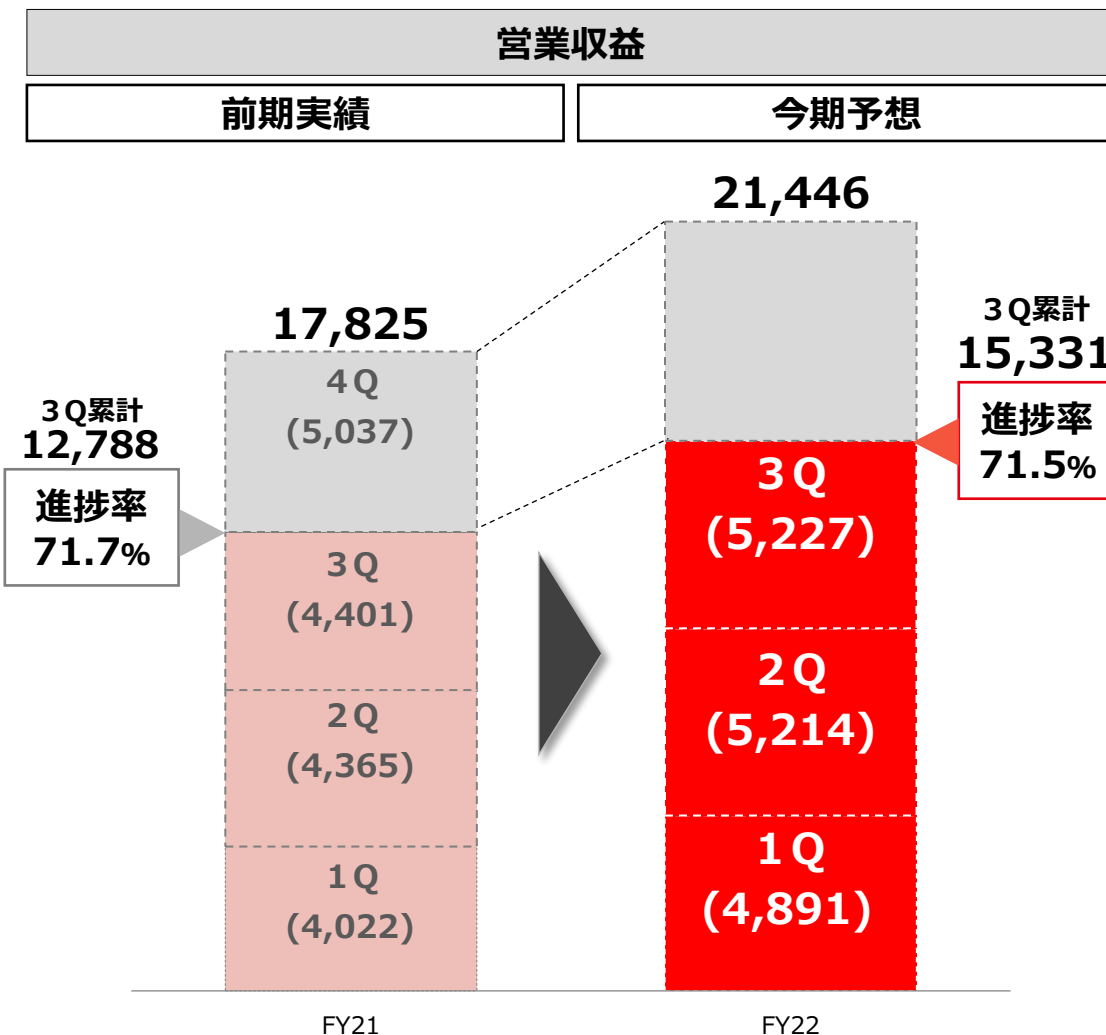 営業収益
前期実績
今期予想
17,825
4Q
(5,037)
3Q累計
12,788
進捗率
71.7%
3Q
(4,401)
2Q
(4,365)
1Q
(4,022)
FY21
21,446
3Q累計
15,331
進捗率
71.5%
3Q
(5,227)
2Q
(5,214)
1Q
(4,891)
FY22